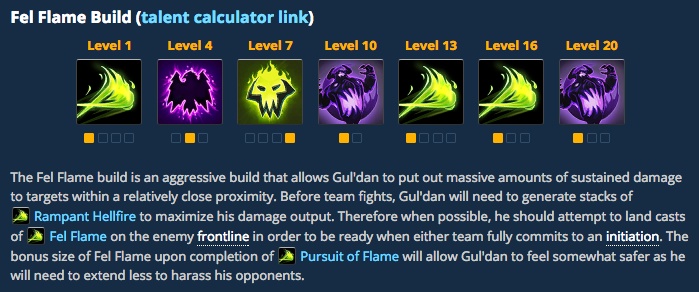 Fel Flame Build (talent calculator link)
Level 1 Level 4 Level 7 Level 10 Level 13 Level 16 Level 20
The Fel Flame build is an aggressive build that allows Gul'dan to put out massive amounts of sustained damage
to targets within a relatively close proximity. Before team fights, Gul'dan will need to generate stacks of
Rampant Hellfire to maximize his damage output. Therefore when possible, he should attempt to land casts
of Fel Flame on the enemy frontline in order to be ready when either team fully commits to an initiation. The
bonus size of Fel Flame upon completion of Pursuit of Flame will allow Gul'dan to feel somewhat safer as he
will need to extend less to harass his opponents.